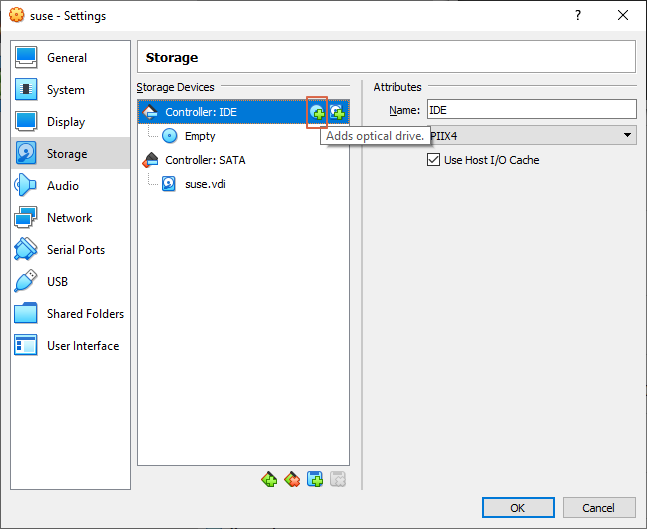 suse - Settings
General
System
Display
Storage
Audio
Network
Serial Ports
USB
Shared Folders
User Interface
Storage
Storage Devices
Controller: IDE
Empty
Adds optical drive.
Controller: SATA
suse.vdi
Attributes
Name: IDE
PIIX4
Use Host I/O Cache
OK
Cancel